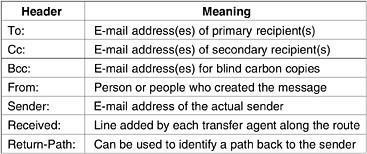 Header Meaning
To: E-mail address(es) of primary recipient(s)
Cc: E-mail address(es) of secondary recipient(s)
Bcc: E-mail address(es) for blind carbon copies
From: Person or people who created the message
Sender: E-mail address of the actual sender
Received: Line added by each transfer agent along the route
Return-Path: Can be used to identify a path back to the sender